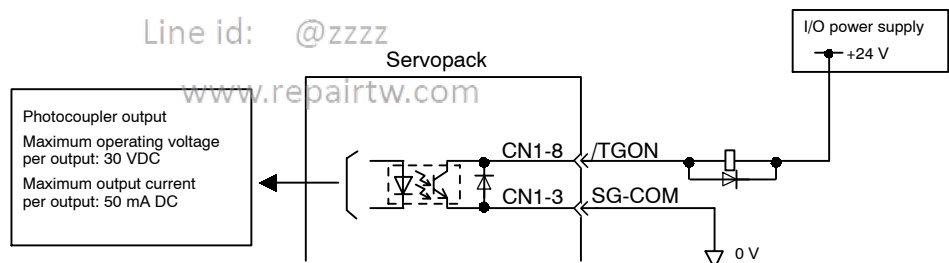 Line id: @zzzz
I/O power supply
+24 V
Servopack
www.repairtw.com
Photocoupler output
Maximum operating voltage
per output: 30 VDC
Maximum output current
per output: 50 mA DC
CN1-8
/TGON
CN1-3
SG-COM
0 V